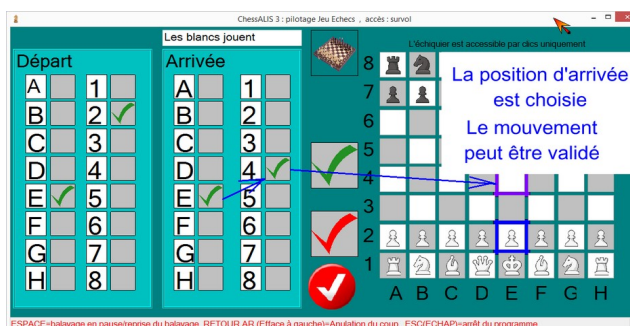 ChessALIS 3 : pilotage Jeu Echecs , accès : survol
Les blancs jouent
L'échiquier est accessible par clics uniquement
Départ
A 1
B 2
C 3
D 4
E 5
F 6
G 7
H 8
Arrivée
A 1
B 2
C 3
D 4
E 5
F 6
G 7
H 8
La position d'arrivée
est choisie
Le mouvement
peut être validé
8
7
6
5
4
3
2
1
A B C D E F G H
ESPACE=balayage en pause/reprise du balayage RETOUR AR (Efface à gauche)=Anulation du coup ESC(ECHAP)=arrêt du programme